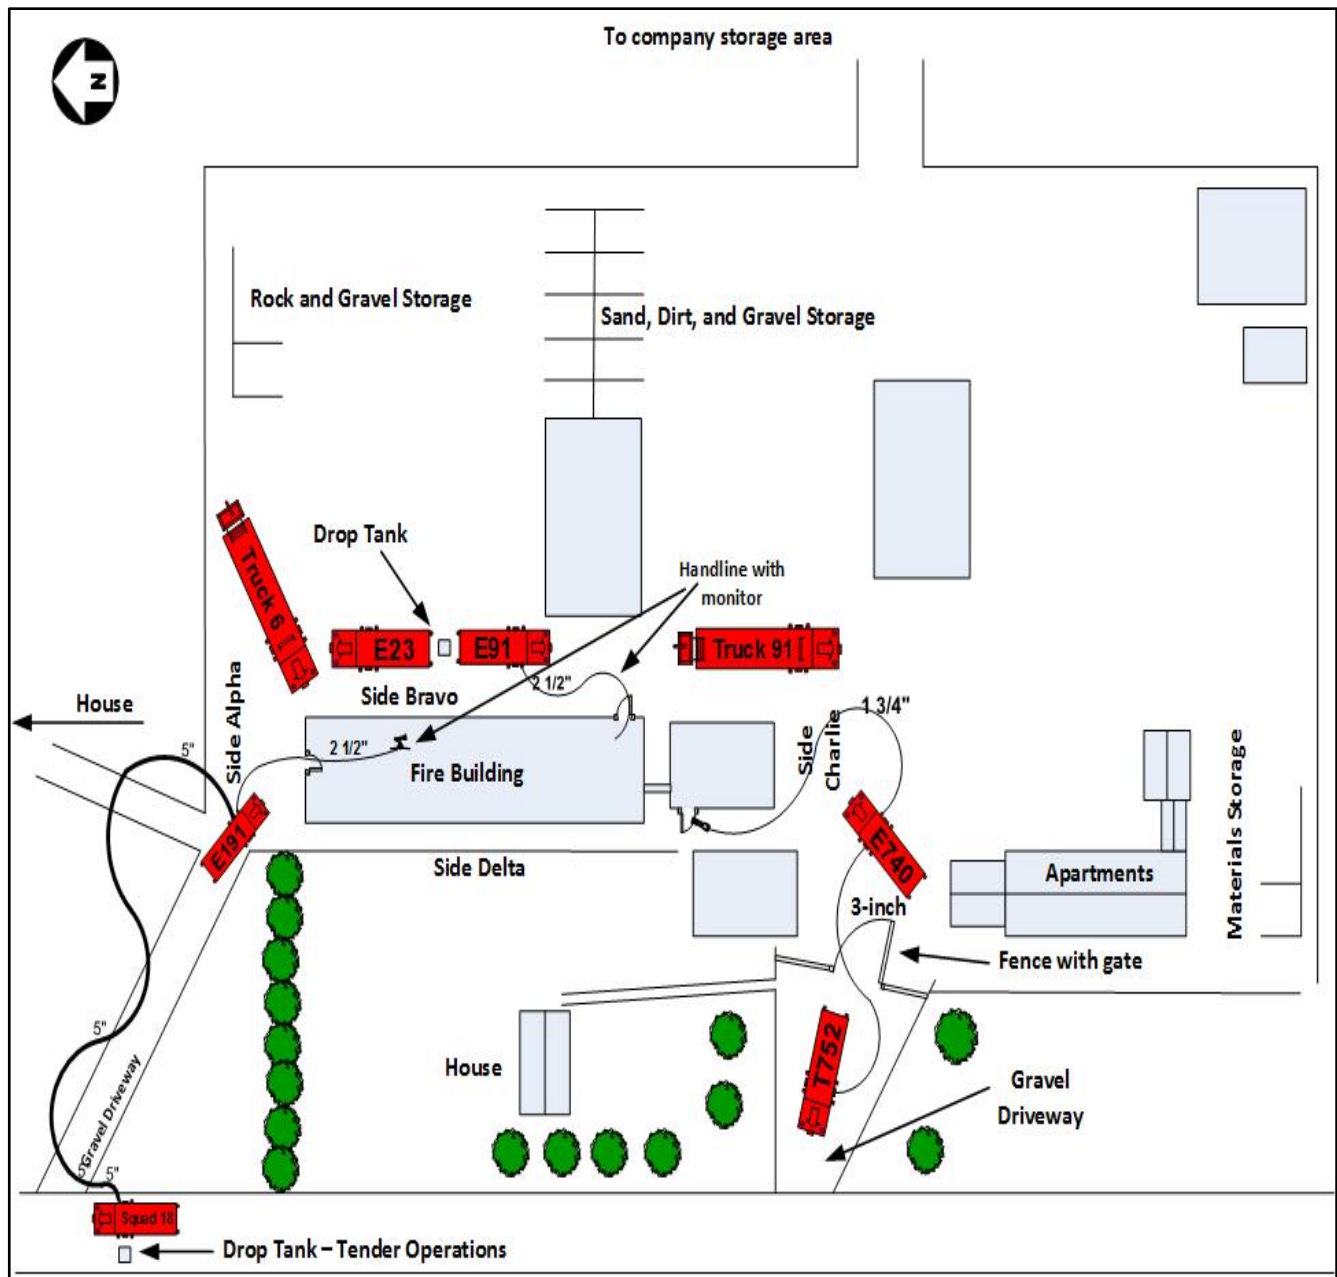 To company storage area
N
Rock and Gravel Storage
Sand, Dirt, and Gravel Storage
Drop Tank
Handline with
monitor
Truck 6
E23
E91
Truck 91
2 1/2"
House
Side Alpha
Side Bravo
1 3/4"
Side
Charlie
5"
2 1/2"
Fire Building
E191
E740
Side Delta
Apartments
Materials Storage
3-inch
Fence with gate
T752
House
Gravel
Driveway
5"
Gravel Driveway
5"
5"
Squad 18
Drop Tank – Tender Operations